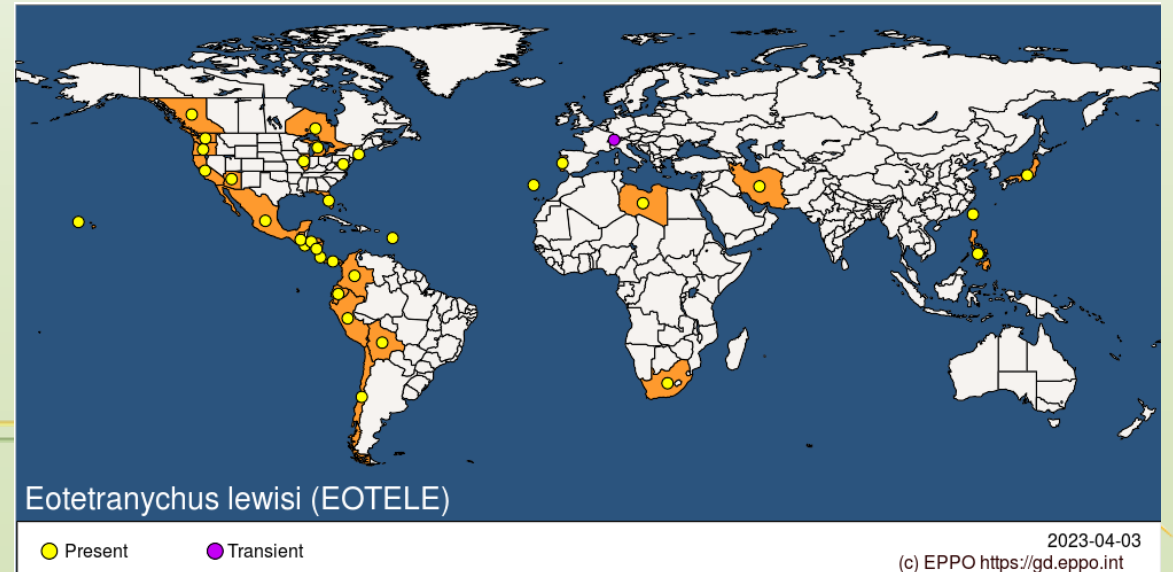 Eotetranychus lewisi (EOTELE)
Present
Transient
2023-04-03
(c) EPPO https://gd.eppo.int